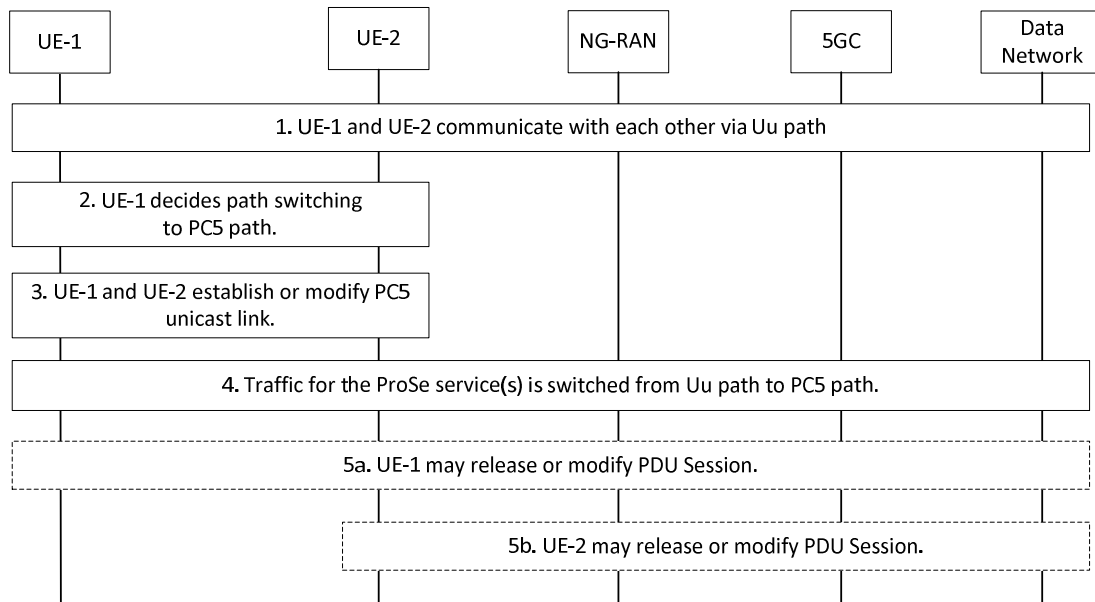 UE-1
UE-2
NG-RAN
5GC
Data
Network
1. UE-1 and UE-2 communicate with each other via Uu path
2. UE-1 decides path switching
to PC5 path.
3. UE-1 and UE-2 establish or modify PC5
unicast link.
4. Traffic for the ProSe service(s) is switched from Uu path to PC5 path.
5a. UE-1 may release or modify PDU Session.
5b. UE-2 may release or modify PDU Session.